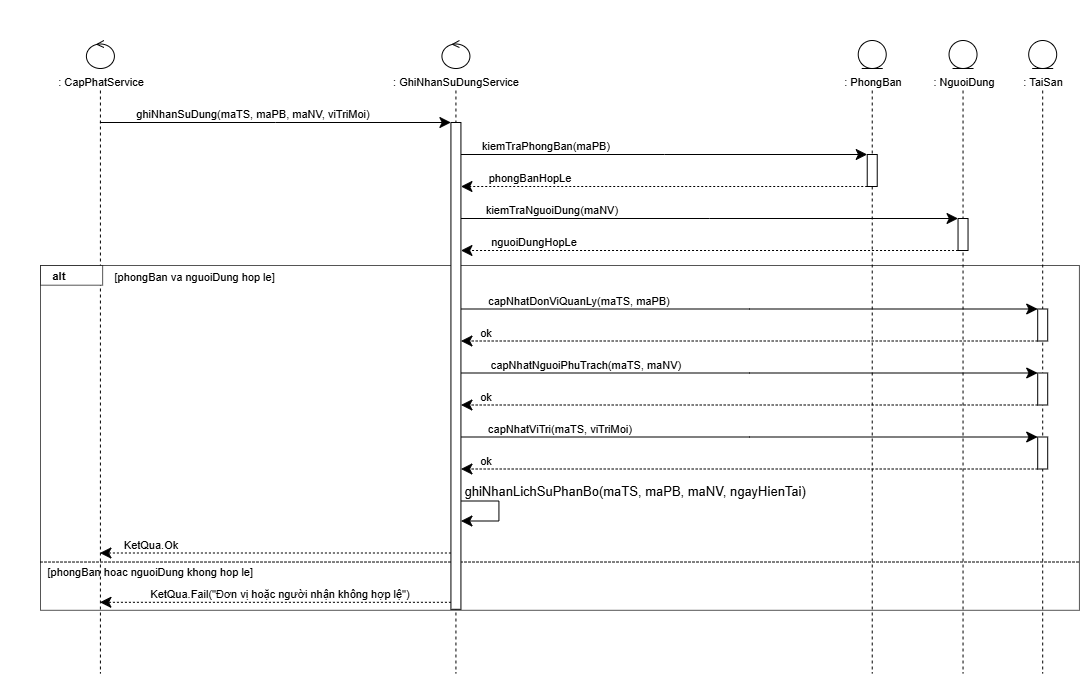 : CapPhatService
: GhiNhanSuDungService
: PhongBan
: NguoiDung
: TaiSan
ghiNhanSuDung(maTS, maPB, maNV, viTriMoi)
kiemTraPhongBan(maPB)
phongBanHopLe
kiemTraNguoiDung(maNV)
nguoiDungHopLe
alt
[phongBan va nguoiDung hop le]
capNhatDonViQuanLy(maTS, maPB)
ok
capNhatNguoiPhuTrach(maTS, maNV)
ok
capNhatViTri(maTS, viTriMoi)
ok
ghiNhanLichSuPhanBo(maTS, maPB, maNV, ngayHienTai)
KetQua.Ok
[phongBan hoac nguoiDung khong hop le]
KetQua.Fail("Đơn vị hoặc người nhận không hợp lệ")